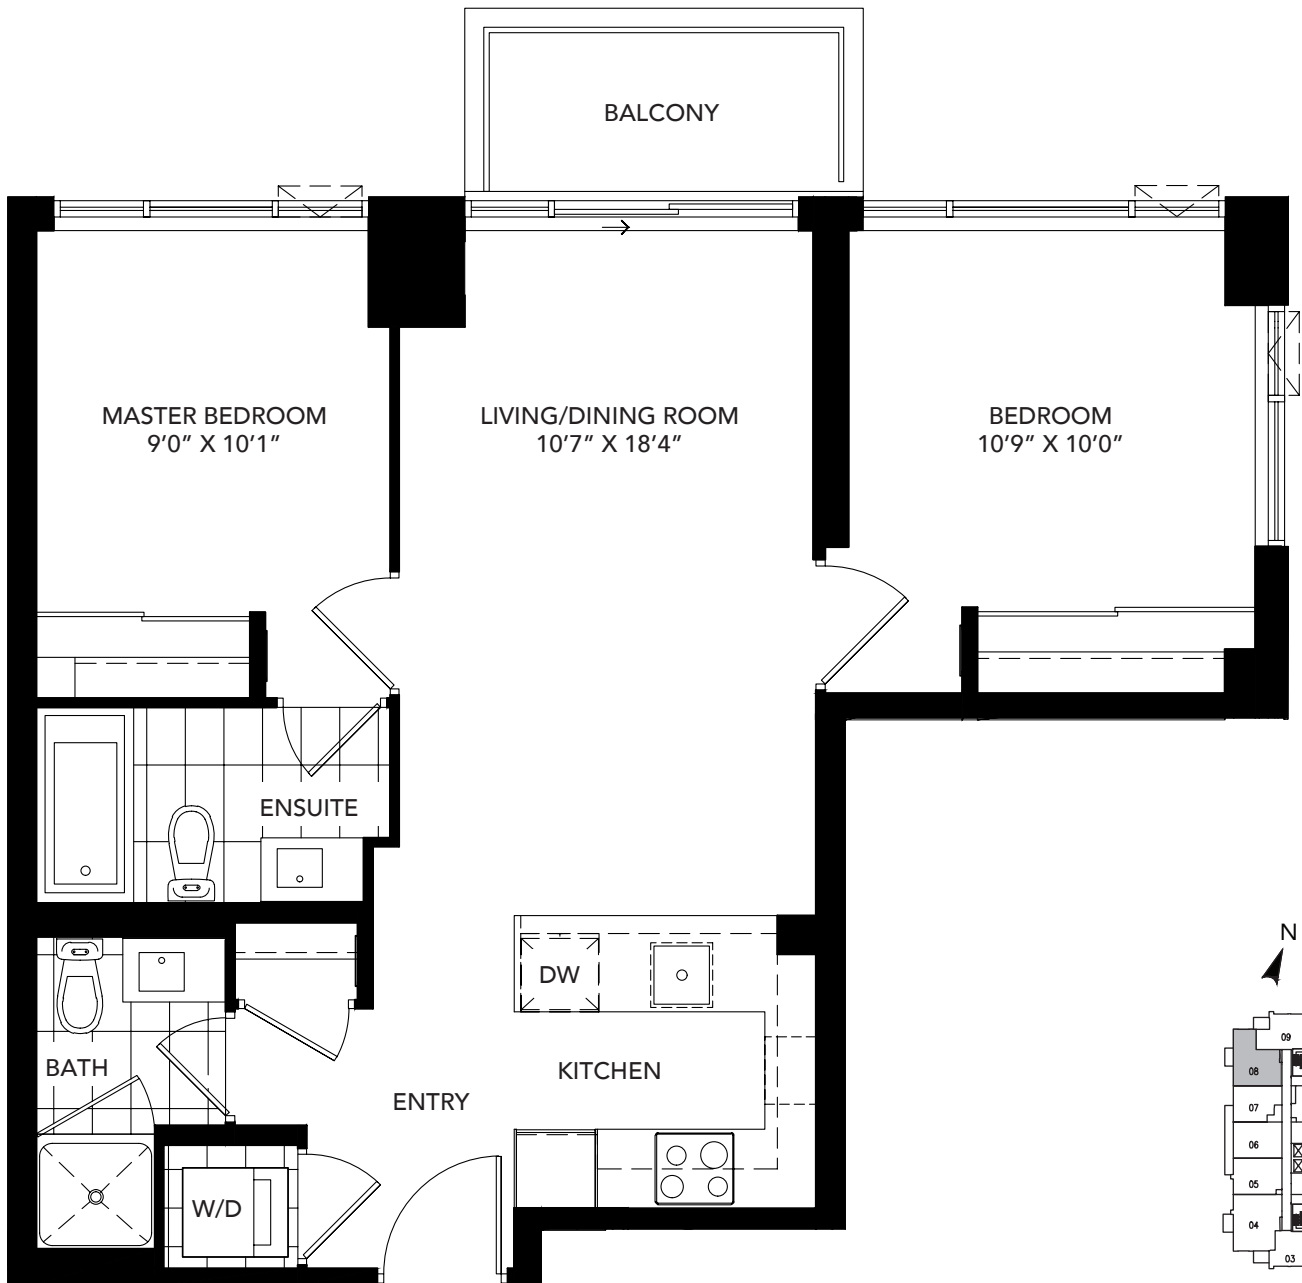 BALCONY
MASTER BEDROOM
9'0" X 10'1"
LIVING/DINING ROOM
10'7" X 18'4"
BEDROOM
10'9" X 10'0"
ENSUITE
DW
BATH
KITCHEN
ENTRY
W/D
N
09
08
07
06
05
04
03